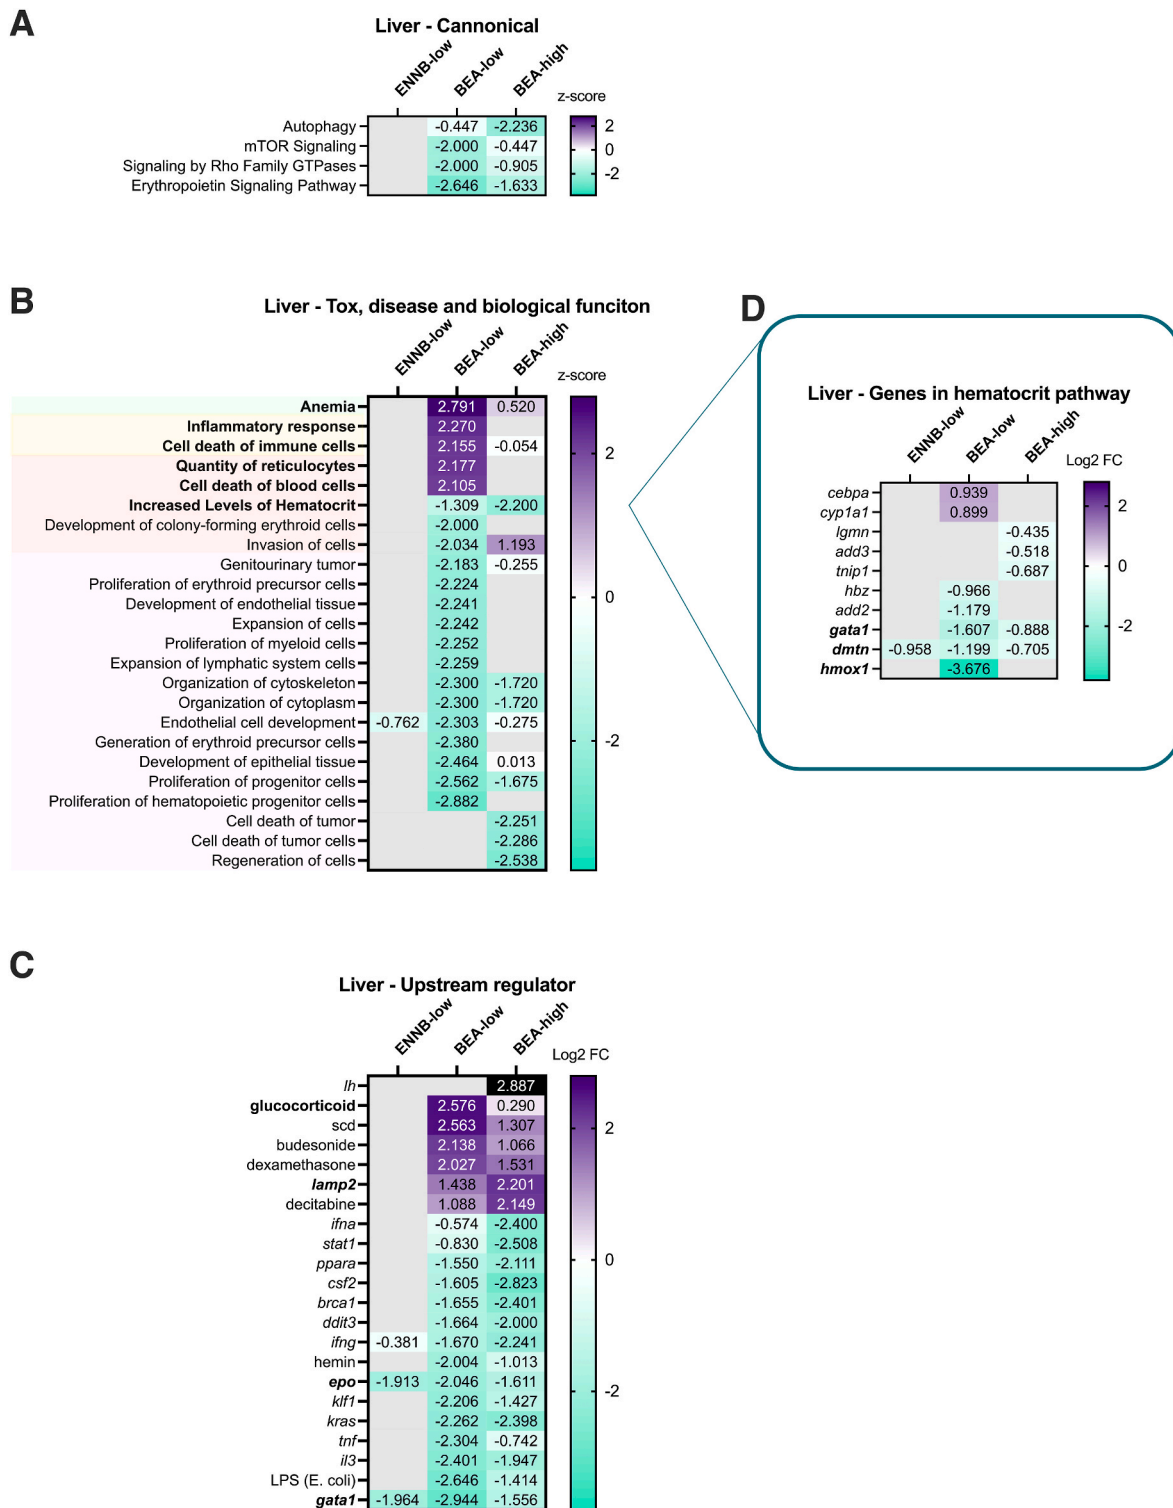 A
Liver - Cannonical
ENNB-low BEA-low BEA-high
z-score
Autophagy -0.447 -2.236
mTOR Signaling -2.000 -0.447
Signaling by Rho Family GTPases -2.000 -0.905
Erythropoietin Signaling Pathway -2.646 -1.633
2
0
-2
B
Liver - Tox, disease and biological funciton
ENNB-low BEA-low BEA-high
z-score
Anemia 2.791 0.520
Inflammatory response 2.270
Cell death of immune cells 2.155 -0.054
Quantity of reticulocytes 2.177
Cell death of blood cells 2.105
Increased Levels of Hematocrit -1.309 -2.200
Development of colony-forming erythroid cells -2.000
Invasion of cells -2.034 1.193
Genitourinary tumor -2.183 -0.255
Proliferation of erythroid precursor cells -2.224
Development of endothelial tissue -2.241
Expansion of cells -2.242
Proliferation of myeloid cells -2.252
Expansion of lymphatic system cells -2.259
Organization of cytoskeleton -2.300 -1.720
Organization of cytoplasm -2.300 -1.720
Endothelial cell development -0.762 -2.303 -0.275
Generation of erythroid precursor cells -2.380
Development of epithelial tissue -2.464 0.013
Proliferation of progenitor cells -2.562 -1.675
Proliferation of hematopoietic progenitor cells -2.882
Cell death of tumor -2.251
Cell death of tumor cells -2.286
Regeneration of cells -2.538
2
0
-2
D
Liver - Genes in hematocrit pathway
ENNB-low BEA-low BEA-high
Log2 FC
cebpa 0.939
cyp1a1 0.899
lgmn -0.435
add3 -0.518
tnip1 -0.687
hbz -0.966
add2 -1.179
gata1 -1.607 -0.888
dmtn -0.958 -1.199 -0.705
hmox1 -3.676
2
0
-2
C
Liver - Upstream regulator
ENNB-low BEA-low BEA-high
Log2 FC
lh 2.887
glucocorticoid 2.576 0.290
scd 2.563 1.307
budesonide 2.138 1.066
dexamethasone 2.027 1.531
lamp2 1.438 2.201
decitabine 1.088 2.149
ifna -0.574 -2.400
stat1 -0.830 -2.508
ppara -1.550 -2.111
csf2 -1.605 -2.823
brca1 -1.655 -2.401
ddit3 -1.664 -2.000
ifng -0.381 -1.670 -2.241
hemin -2.004 -1.013
epo -1.913 -2.046 -1.611
klf1 -2.206 -1.427
kras -2.262 -2.398
tnf -2.304 -0.742
il3 -2.401 -1.947
LPS (E. coli) -2.646 -1.414
gata1 -1.964 -2.944 -1.556
2
0
-2